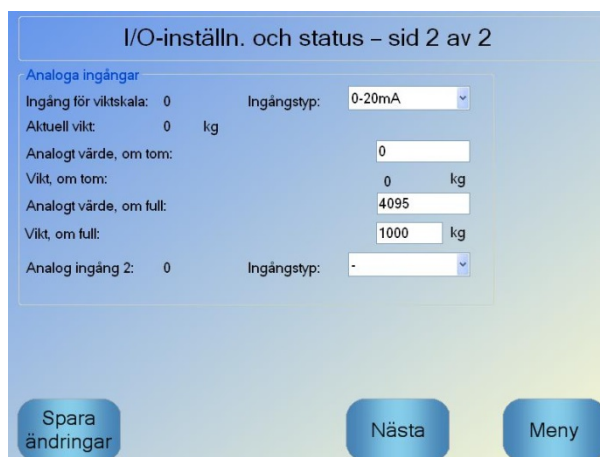 I/O-inställn. och status – sid 2 av 2
Analoga ingångar
Ingång för viktskala: 0 Ingångstyp: 0-20mA
Aktuell vikt: 0 kg
Analogt värde, om tom: 0
Vikt, om tom: 0 kg
Analogt värde, om full: 4095
Vikt, om full: 1000 kg
Analog ingång 2: 0 Ingångstyp: -
Spara
ändringar
Nästa
Meny